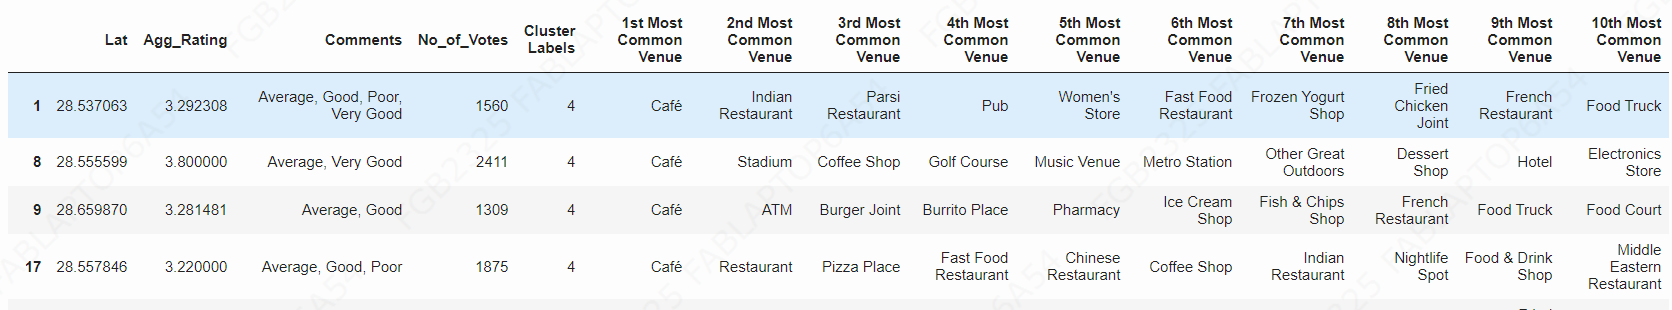 Lat Agg_Rating Comments No_of_Votes Cluster Labels 1st Most Common Venue 2nd Most Common Venue 3rd Most Common Venue 4th Most Common Venue 5th Most Common Venue 6th Most Common Venue 7th Most Common Venue 8th Most Common Venue 9th Most Common Venue 10th Most Common Venue
1 28.537063 3.292308 Average, Good, Poor, Very Good 1560 4 Café Indian Restaurant Parsi Restaurant Pub Women's Store Fast Food Restaurant Frozen Yogurt Shop Fried Chicken Joint French Restaurant Food Truck
8 28.555599 3.800000 Average, Very Good 2411 4 Café Stadium Coffee Shop Golf Course Music Venue Metro Station Other Great Outdoors Dessert Shop Hotel Electronics Store
9 28.659870 3.281481 Average, Good 1309 4 Café ATM Burger Joint Burrito Place Pharmacy Ice Cream Shop Fish & Chips Shop French Restaurant Food Truck Food Court
17 28.557846 3.220000 Average, Good, Poor 1875 4 Café Restaurant Pizza Place Fast Food Restaurant Chinese Restaurant Coffee Shop Indian Restaurant Nightlife Spot Food & Drink Shop Middle Eastern Restaurant